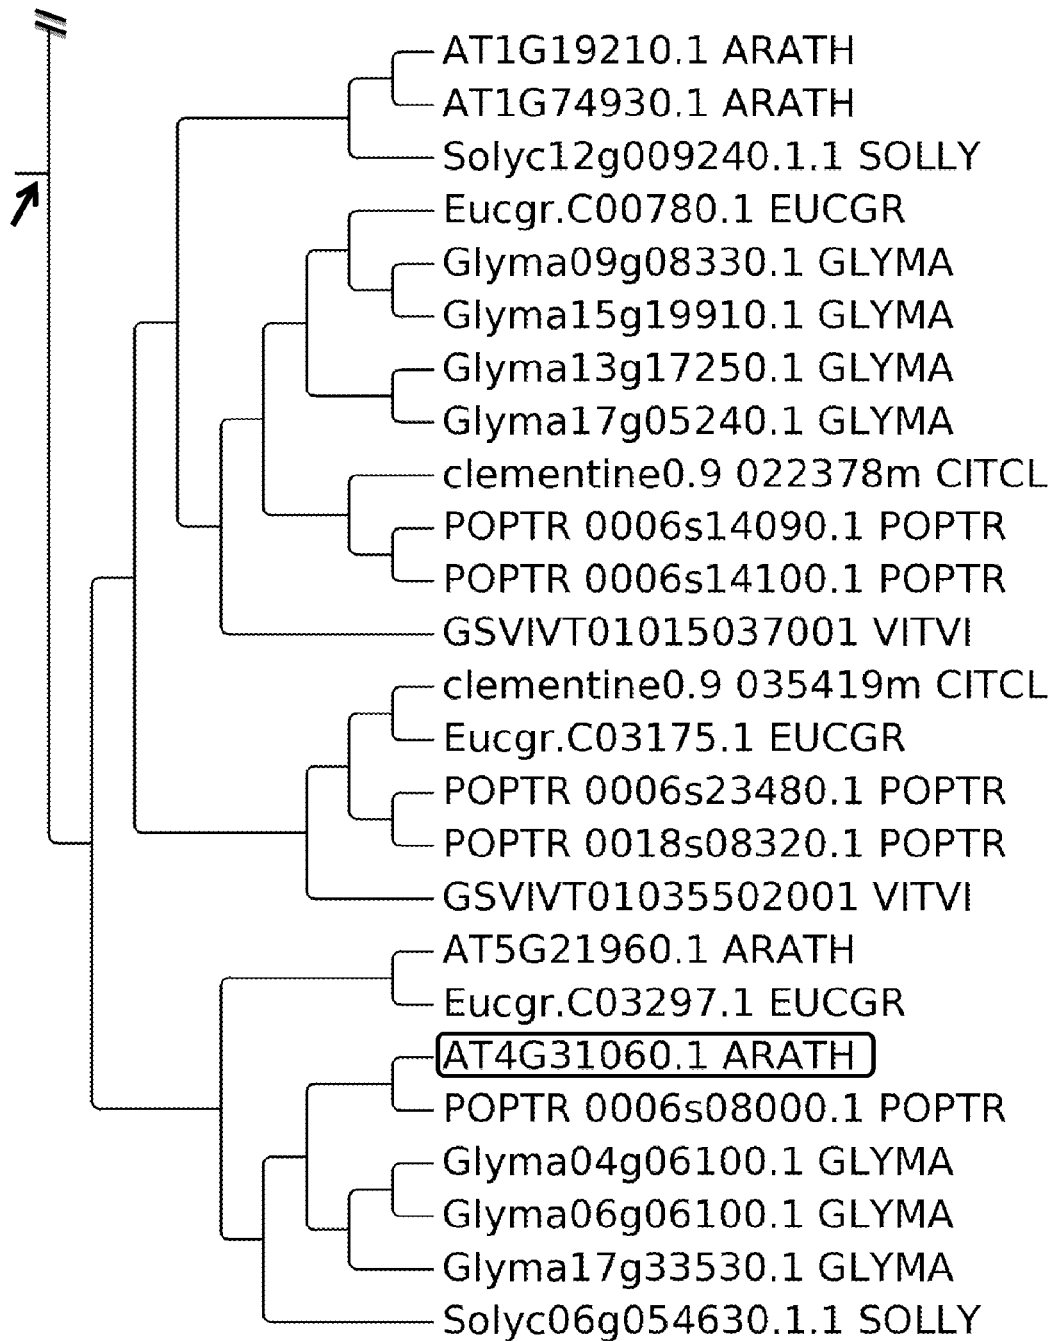 AT1G19210.1 ARATH
AT1G74930.1 ARATH
Solyc12g009240.1.1 SOLLY
Eucgr.C00780.1 EUCGR
Glyma09g08330.1 GLYMA
Glyma15g19910.1 GLYMA
Glyma13g17250.1 GLYMA
Glyma17g05240.1 GLYMA
clementine0.9 022378m CITCL
POPTR 0006s14090.1 POPTR
POPTR 0006s14100.1 POPTR
GSVIVT01015037001 VITVI
clementine0.9 035419m CITCL
Eucgr.C03175.1 EUCGR
POPTR 0006s23480.1 POPTR
POPTR 0018s08320.1 POPTR
GSVIVT01035502001 VITVI
AT5G21960.1 ARATH
Eucgr.C03297.1 EUCGR
AT4G31060.1 ARATH
POPTR 0006s08000.1 POPTR
Glyma04g06100.1 GLYMA
Glyma06g06100.1 GLYMA
Glyma17g33530.1 GLYMA
Solyc06g054630.1.1 SOLLY